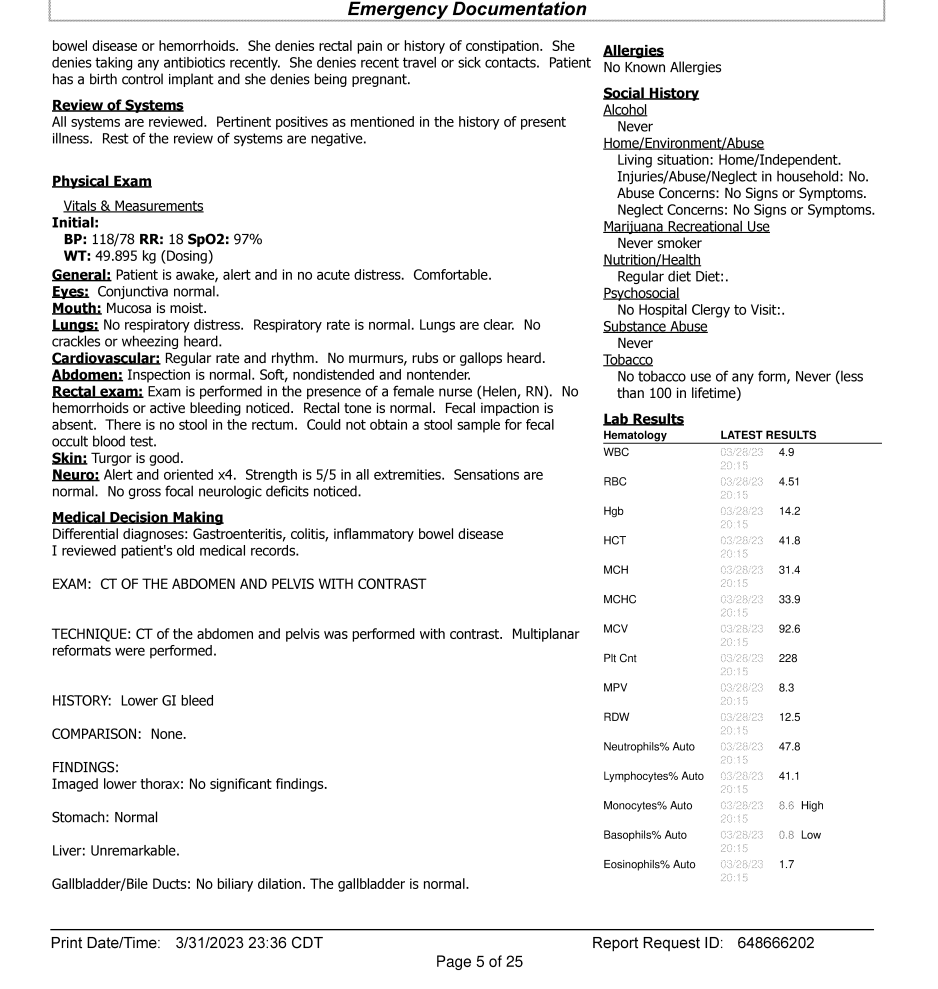 Emergency Documentation
bowel disease or hemorrhoids.  She denies rectal pain or history of constipation.  She
denies taking any antibiotics recently.  She denies recent travel or sick contacts.  Patient
has a birth control implant and she denies being pregnant.
Review of Systems
All systems are reviewed.  Pertinent positives as mentioned in the history of present
illness.  Rest of the review of systems are negative.
Physical Exam
Vitals & Measurements
Initial:
BP: 118/78 RR: 18 SpO2: 97%
WT: 49.895 kg (Dosing)
General: Patient is awake, alert and in no acute distress.  Comfortable.
Eyes:  Conjunctiva normal.
Mouth: Mucosa is moist.
Lungs: No respiratory distress.  Respiratory rate is normal. Lungs are clear.  No
crackles or wheezing heard.
Cardiovascular: Regular rate and rhythm.  No murmurs, rubs or gallops heard.
Abdomen: Inspection is normal. Soft, nondistended and nontender.
Rectal exam: Exam is performed in the presence of a female nurse (Helen, RN).  No
hemorrhoids or active bleeding noticed.  Rectal tone is normal.  Fecal impaction is
absent.  There is no stool in the rectum.  Could not obtain a stool sample for fecal
occult blood test.
Skin: Turgor is good.
Neuro: Alert and oriented x4.  Strength is 5/5 in all extremities.  Sensations are
normal.  No gross focal neurologic deficits noticed.
Medical Decision Making
Differential diagnoses: Gastroenteritis, colitis, inflammatory bowel disease
I reviewed patient's old medical records.
EXAM:  CT OF THE ABDOMEN AND PELVIS WITH CONTRAST
TECHNIQUE: CT of the abdomen and pelvis was performed with contrast.  Multiplanar
reformats were performed.
HISTORY:  Lower GI bleed
COMPARISON:  None.
FINDINGS:
Imaged lower thorax: No significant findings.
Stomach: Normal
Liver: Unremarkable.
Gallbladder/Bile Ducts: No biliary dilation. The gallbladder is normal.
Allergies
No Known Allergies
Social History
Alcohol
Never
Home/Environment/Abuse
Living situation: Home/Independent.
Injuries/Abuse/Neglect in household: No.
Abuse Concerns: No Signs or Symptoms.
Neglect Concerns: No Signs or Symptoms.
Marijuana Recreational Use
Never smoker
Nutrition/Health
Regular diet Diet:.
Psychosocial
No Hospital Clergy to Visit:.
Substance Abuse
Never
Tobacco
No tobacco use of any form, Never (less
than 100 in lifetime)
Lab Results
Hematology LATEST RESULTS
WBC 03/28/23 4.9
20:15
RBC 03/28/23 4.51
20:15
Hgb 03/28/23 14.2
20:15
HCT 03/28/23 41.8
20:15
MCH 03/28/23 31.4
20:15
MCHC 03/28/23 33.9
20:15
MCV 03/28/23 92.6
20:15
Plt Cnt 03/28/23 228
20:15
MPV 03/28/23 8.3
20:15
RDW 03/28/23 12.5
20:15
Neutrophils% Auto 03/28/23 47.8
20:15
Lymphocytes% Auto 03/28/23 41.1
20:15
Monocytes% Auto 03/28/23 8.6 High
20:15
Basophils% Auto 03/28/23 0.8 Low
20:15
Eosinophils% Auto 03/28/23 1.7
20:15
Print Date/Time: 3/31/2023 23:36 CDT Report Request ID: 648666202
Page 5 of 25